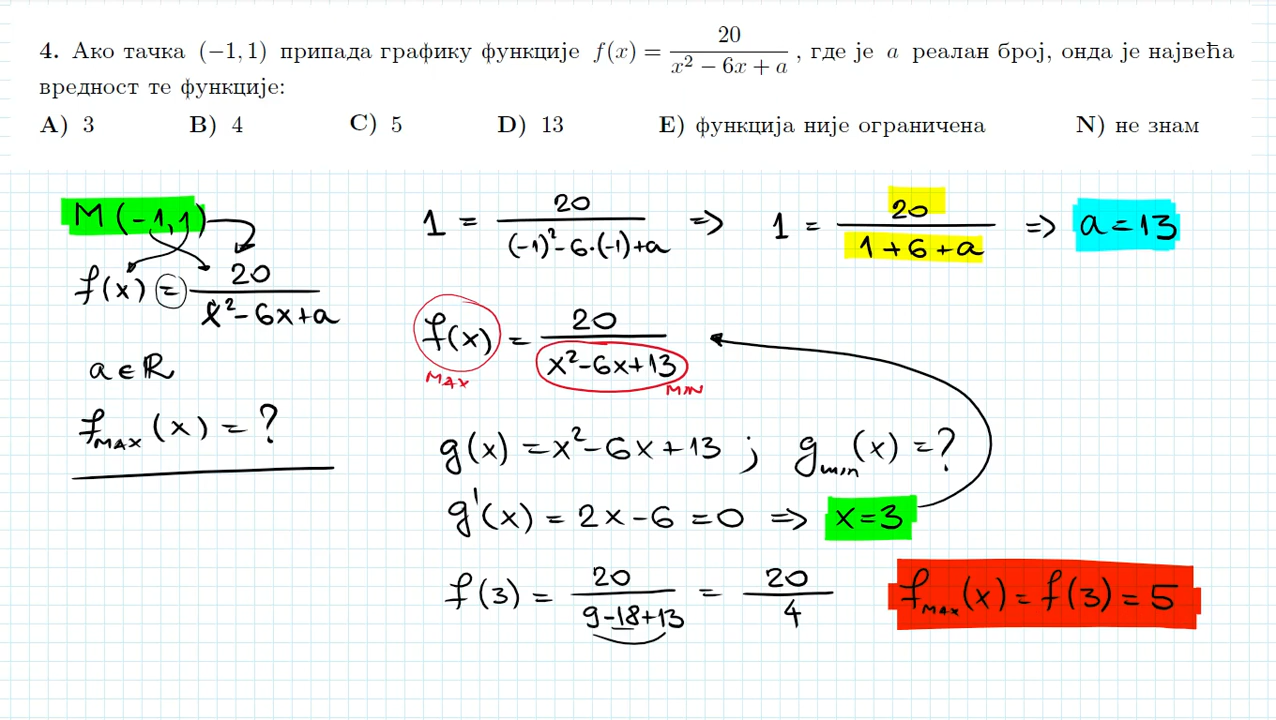 4. Ако тачка (−1, 1) припада графику функције f(x) = 20 / (x² − 6x + a), где је a реалан број, онда је највећа
вредност те функције:
A) 3 B) 4 C) 5 D) 13 E) функција није ограничена N) не знам
M(-1,1)
f(x) = 20 / (x²-6x+a)
a ∈ ℝ
f MAX (x) = ?
1 = 20 / ((-1)²-6·(-1)+a) => 1 = 20 / (1+6+a) => a=13
f(x) = 20 / (x²-6x+13)
MAX MIN
g(x) = x²-6x+13 ; g min (x) = ?
g'(x) = 2x-6 = 0 => x=3
f(3) = 20 / (9-18+13) = 20 / 4 f MAX (x) = f(3) = 5